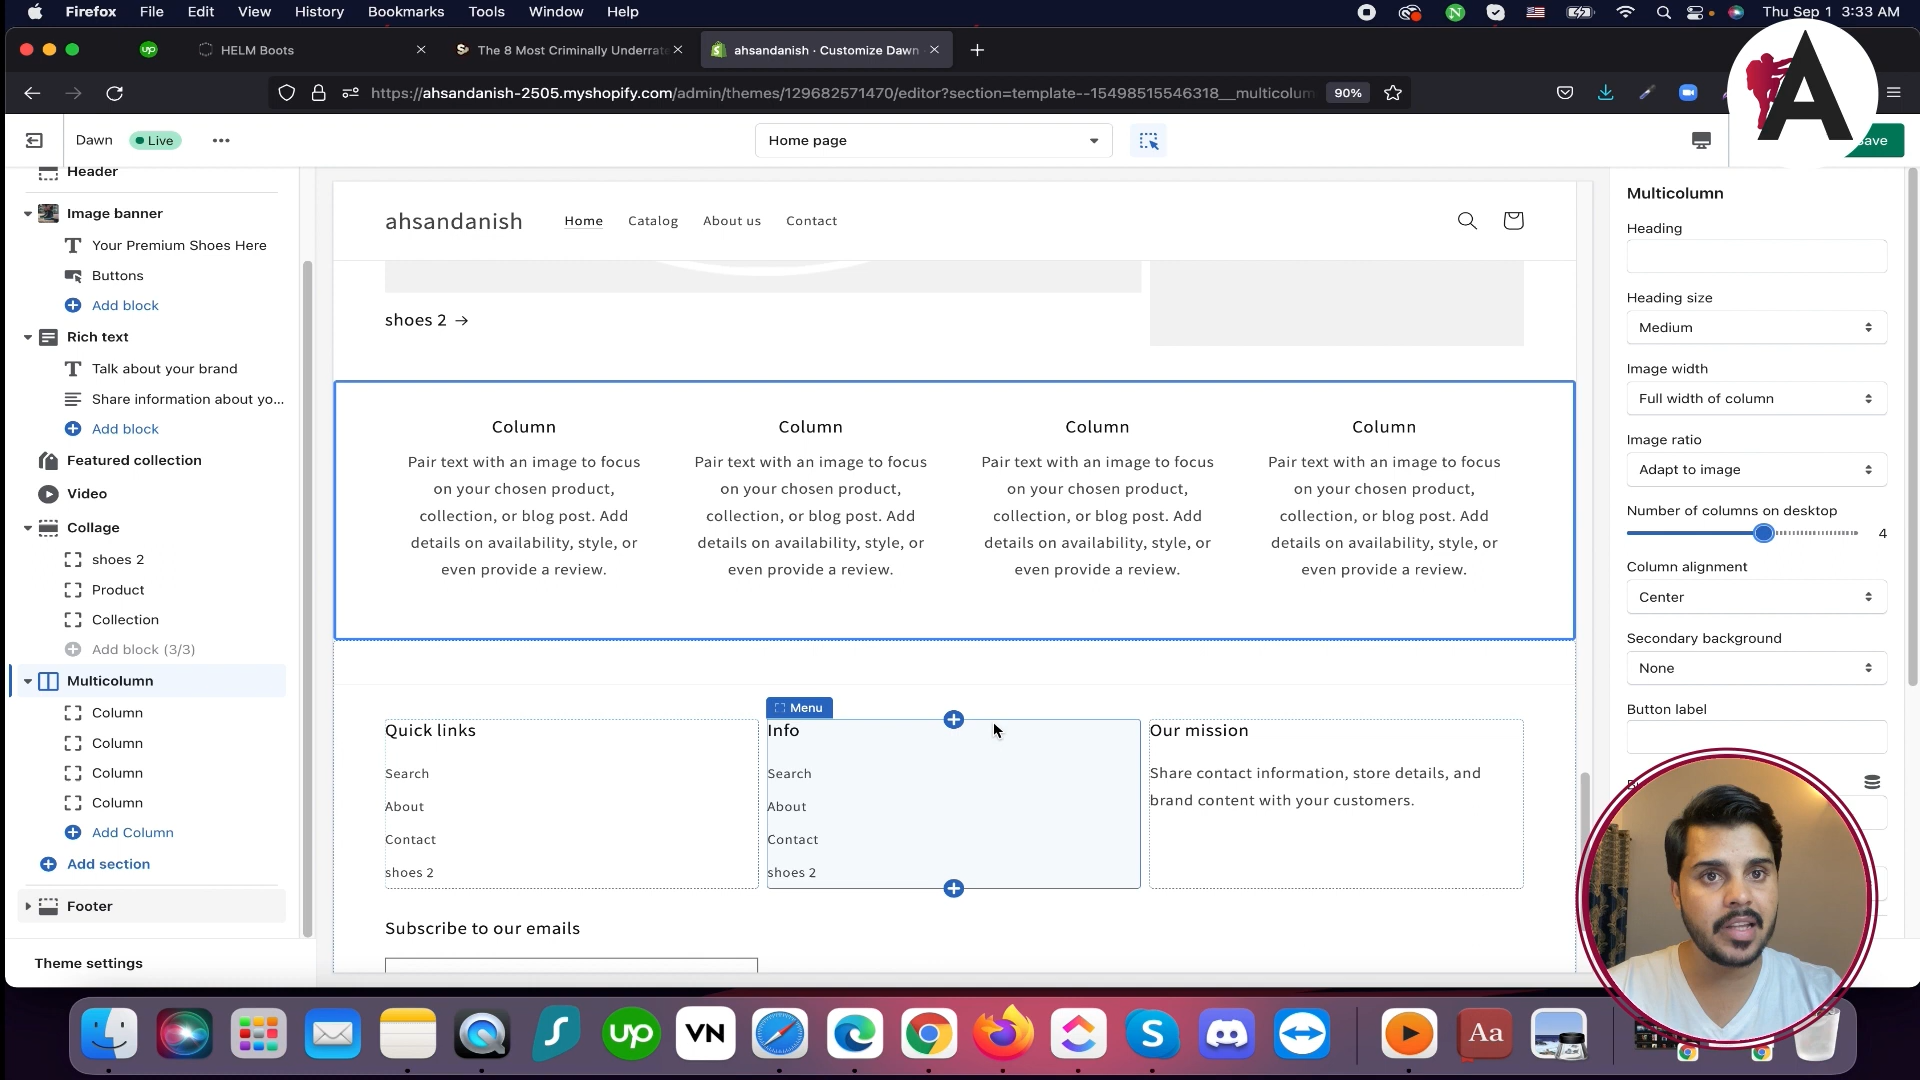 Firefox File Edit View History Bookmarks Tools Window Help
Thu Sep 1 3:33 AM
up
HELM Boots
The 8 Most Criminally Underrate
ahsandanish · Customize Dawn
https://ahsandanish-2505.myshopify.com/admin/themes/129682571470/editor?section=template--15498515546318__multicolum
90%
Dawn
Live
Home page
ave
A
Header
Image banner
Your Premium Shoes Here
Buttons
Add block
Rich text
Talk about your brand
Share information about yo...
Add block
Featured collection
Video
Collage
shoes 2
Product
Collection
Add block (3/3)
Multicolumn
Column
Column
Column
Column
Add Column
Add section
Footer
Theme settings
ahsandanish
Home
Catalog
About us
Contact
shoes 2 →
Column
Pair text with an image to focus
on your chosen product,
collection, or blog post. Add
details on availability, style, or
even provide a review.
Column
Pair text with an image to focus
on your chosen product,
collection, or blog post. Add
details on availability, style, or
even provide a review.
Column
Pair text with an image to focus
on your chosen product,
collection, or blog post. Add
details on availability, style, or
even provide a review.
Column
Pair text with an image to focus
on your chosen product,
collection, or blog post. Add
details on availability, style, or
even provide a review.
Quick links
Search
About
Contact
shoes 2
Menu
Info
Search
About
Contact
shoes 2
Our mission
Share contact information, store details, and
brand content with your customers.
Subscribe to our emails
Multicolumn
Heading
Heading size
Medium
Image width
Full width of column
Image ratio
Adapt to image
Number of columns on desktop
4
Column alignment
Center
Secondary background
None
Button label
up
VN
S
Aa